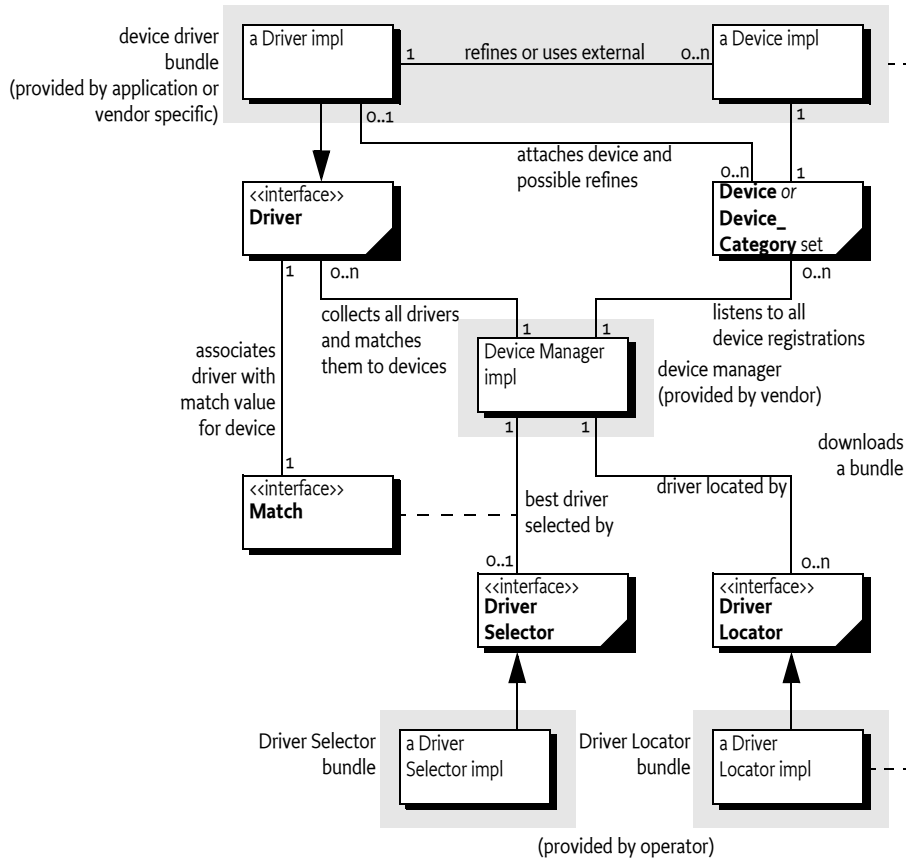 device driver
bundle
(provided by application or
vendor specific)
a Driver impl
1
refines or uses external
0..n
a Device impl
0..1
1
attaches device and
possible refines
0..n
1
<<interface>>
Driver
Device or
Device_
Category set
1
0..n
0..n
collects all drivers
and matches
them to devices
1
1
listens to all
device registrations
Device Manager
impl
device manager
(provided by vendor)
associates
driver with
match value
for device
1
1
downloads
a bundle
1
<<interface>>
Match
best driver
selected by
driver located by
0..1
0..n
<<interface>>
Driver
Selector
<<interface>>
Driver
Locator
Driver Selector
bundle
a Driver
Selector impl
Driver Locator
bundle
a Driver
Locator impl
(provided by operator)